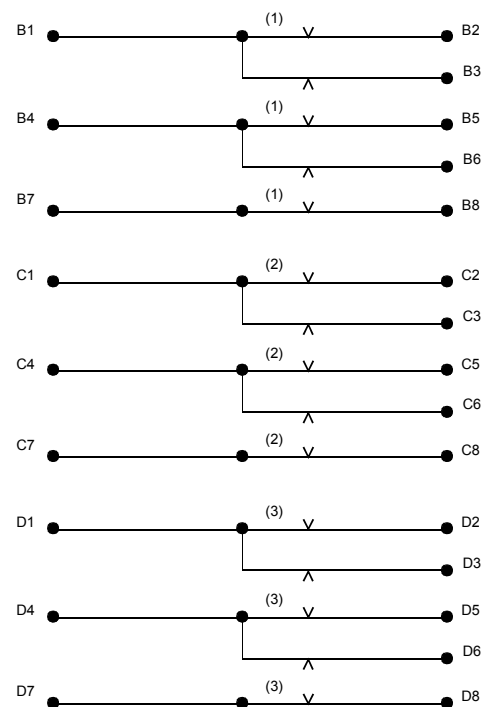 B1 (1) B2
B3
B4 (1) B5
B6
B7 (1) B8
C1 (2) C2
C3
C4 (2) C5
C6
C7 (2) C8
D1 (3) D2
D3
D4 (3) D5
D6
D7 (3) D8